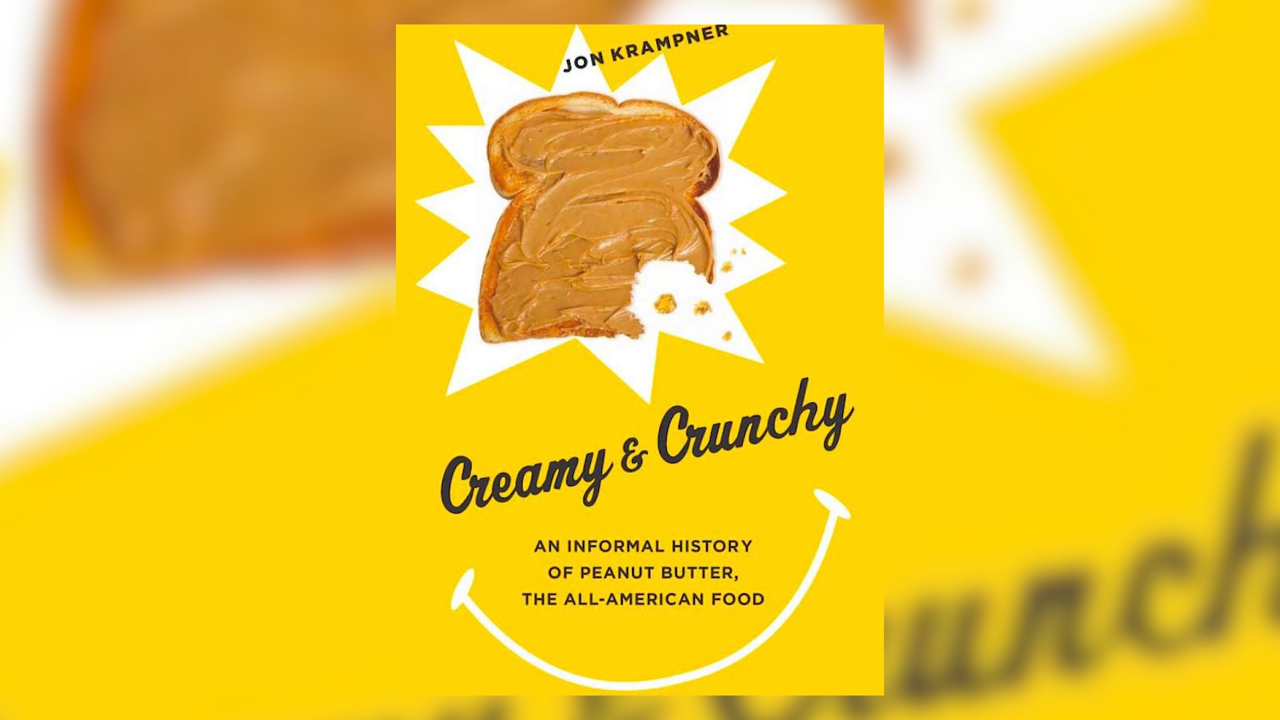 JON KRAMPNER
Creamy & Crunchy
AN INFORMAL HISTORY
OF PEANUT BUTTER,
THE ALL-AMERICAN FOOD